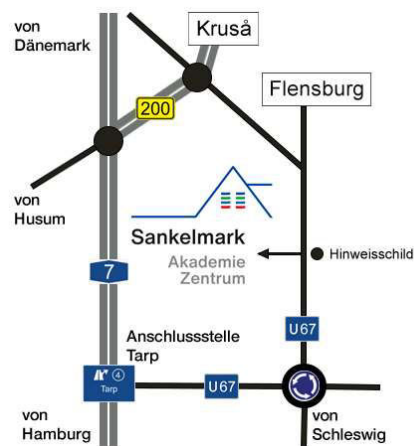 von
Dänemark
Kruså
200
Flensburg
von
Husum
Sankelmark
Akademie
Zentrum
Hinweisschild
7
U67
Anschlussstelle
Tarp
4
Tarp
U67
von
Hamburg
von
Schleswig